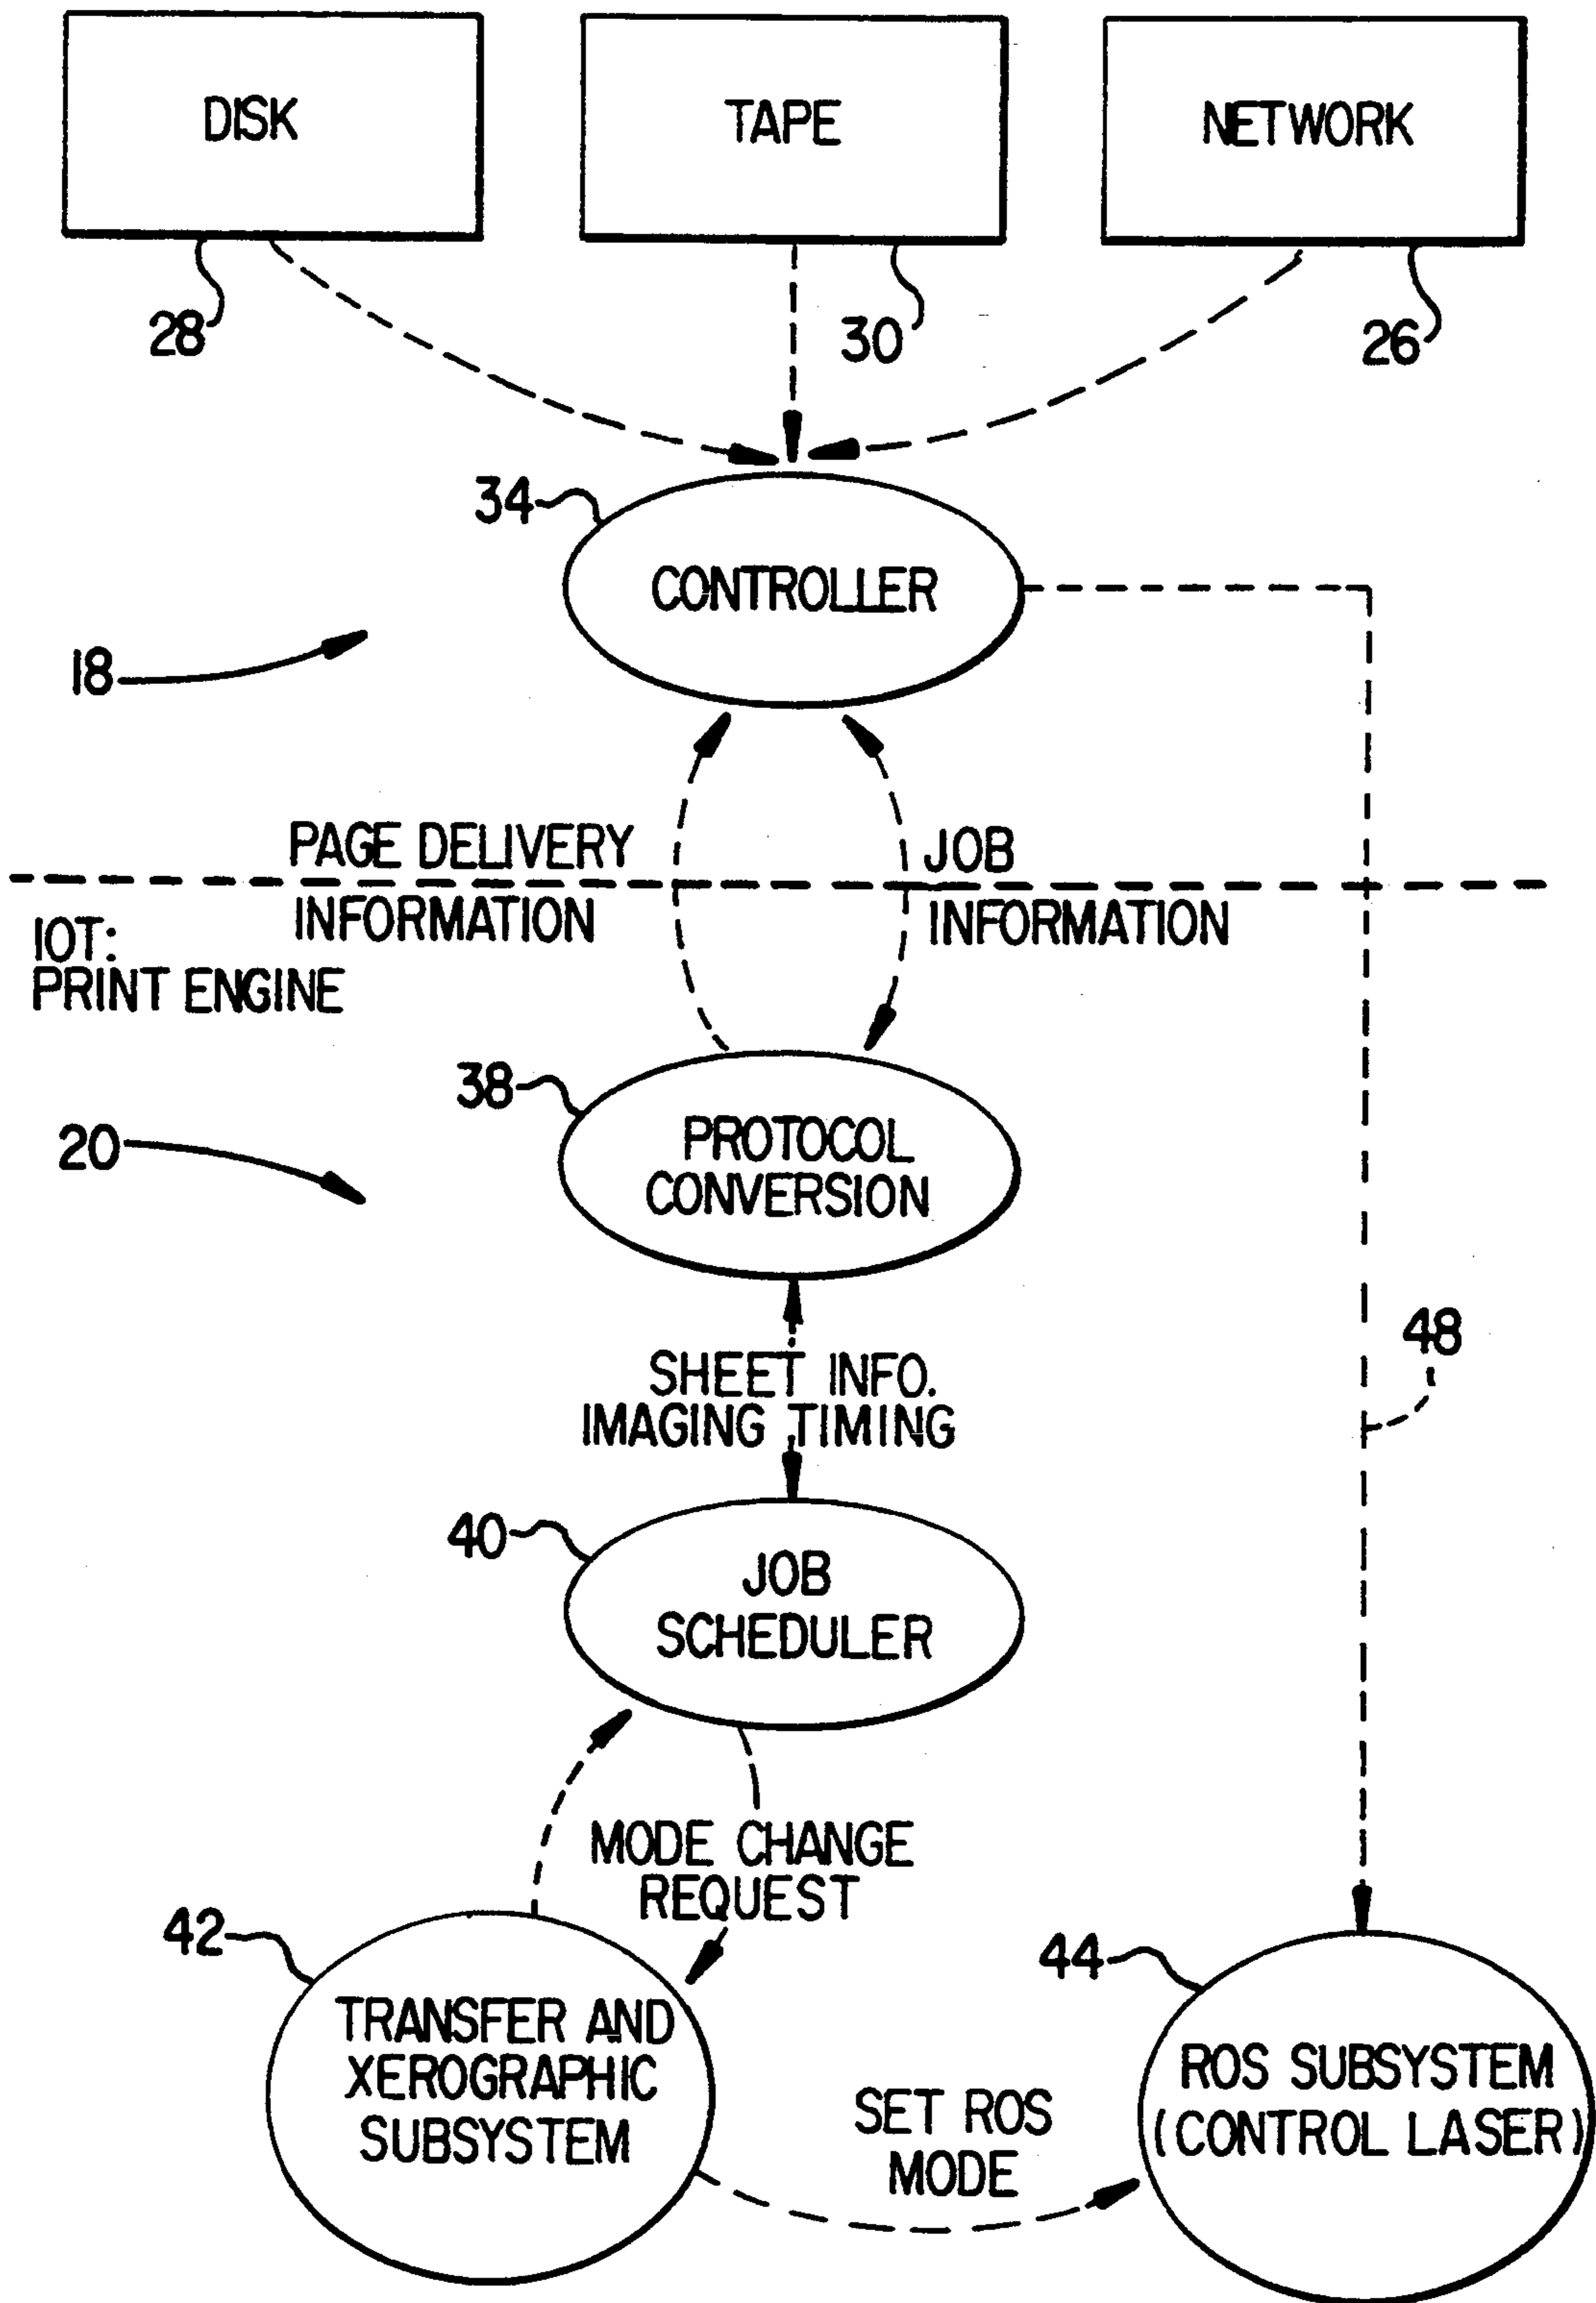 DISK
TAPE
NETWORK
28
30
26
34
CONTROLLER
18
PAGE DELIVERY
INFORMATION
JOB
INFORMATION
IOT:
PRINT ENGINE
38
PROTOCOL
CONVERSION
20
SHEET INFO.
IMAGING TIMING
48
40
JOB
SCHEDULER
MODE CHANGE
REQUEST
42
44
TRANSFER AND
XEROGRAPHIC
SUBSYSTEM
SET ROS
MODE
ROS SUBSYSTEM
(CONTROL LASER)